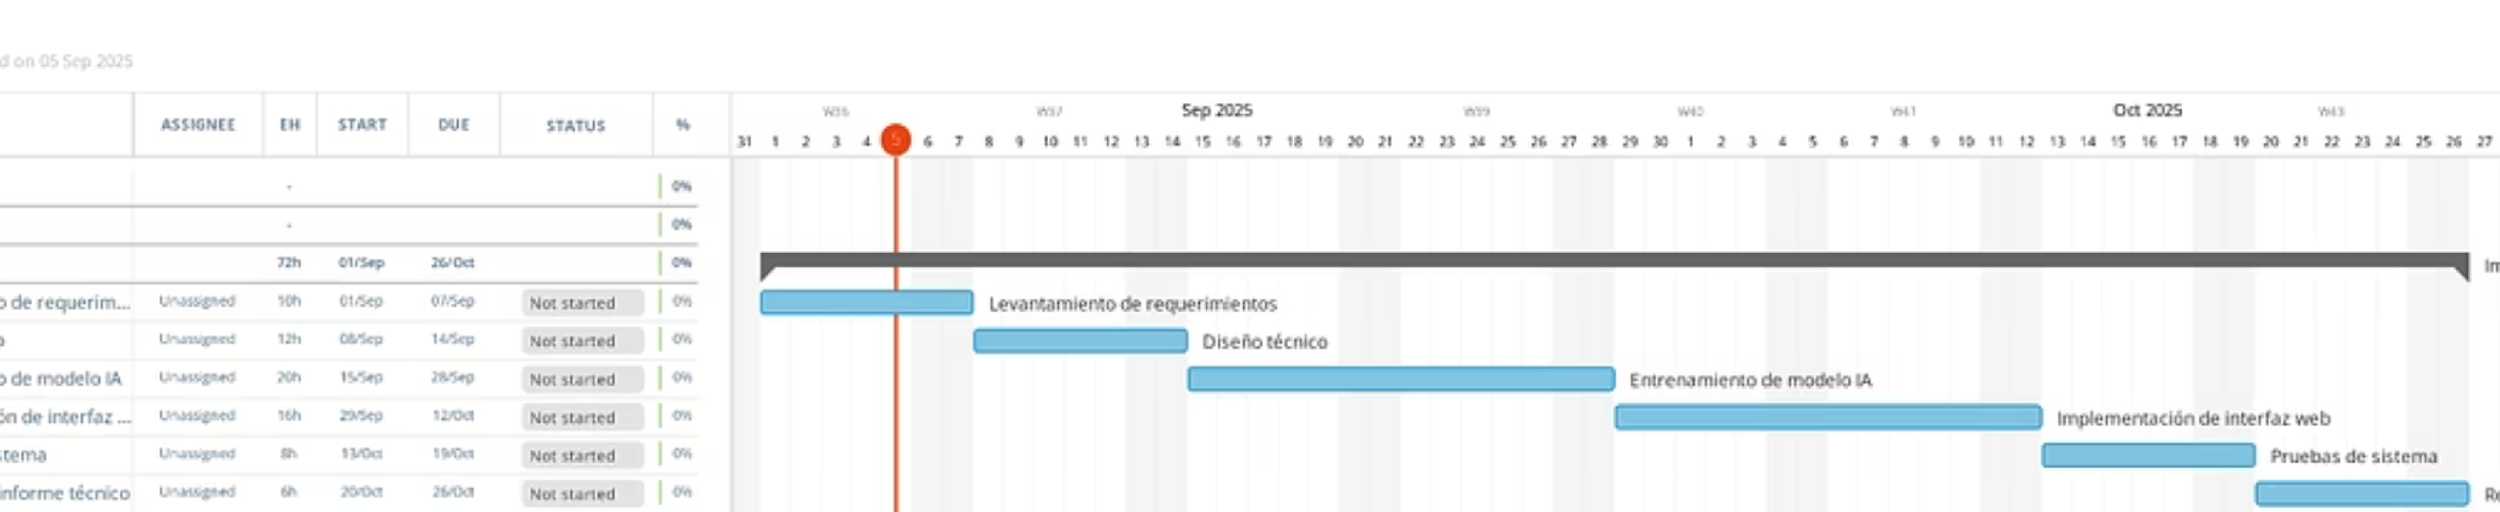 d on 05 Sep 2025
ASSIGNEE EH START DUE STATUS %
W36 W37 Sep 2025 W39 W40 W41 Oct 2025 W43
31 1 2 3 4 5 6 7 8 9 10 11 12 13 14 15 16 17 18 19 20 21 22 23 24 25 26 27 28 29 30 1 2 3 4 5 6 7 8 9 10 11 12 13 14 15 16 17 18 19 20 21 22 23 24 25 26 27
- 0%
- 0%
72h 01/Sep 26/Oct 0% Im
o de requerim... Unassigned 10h 01/Sep 07/Sep Not started 0% Levantamiento de requerimientos
o Unassigned 12h 08/Sep 14/Sep Not started 0% Diseño técnico
o de modelo IA Unassigned 20h 15/Sep 28/Sep Not started 0% Entrenamiento de modelo IA
ón de interfaz ... Unassigned 16h 29/Sep 12/Oct Not started 0% Implementación de interfaz web
stema Unassigned 8h 13/Oct 19/Oct Not started 0% Pruebas de sistema
informe técnico Unassigned 6h 20/Oct 26/Oct Not started 0% Re